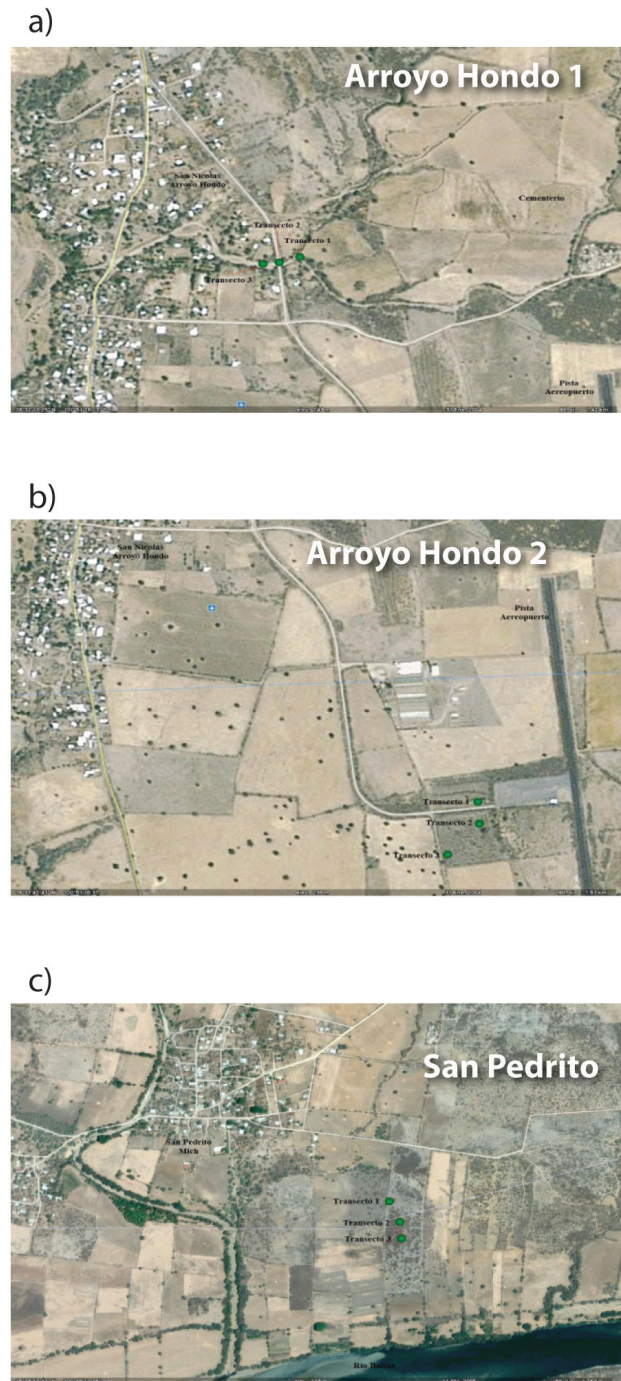 a)
Arroyo Hondo 1
San Nicolas
Arroyo Hondo
Cementerio
Transecto 2
Transecto 1
Transecto 3
Pista
Aereopuerto
b)
San Nicolas
Arroyo Hondo
Arroyo Hondo 2
Pista
Aereopuerto
Transecto 1
Transecto 2
Transecto 3
c)
San Pedrito
San Pedrito
Mich
Transecto 1
Transecto 2
Transecto 3
Rio Balsas